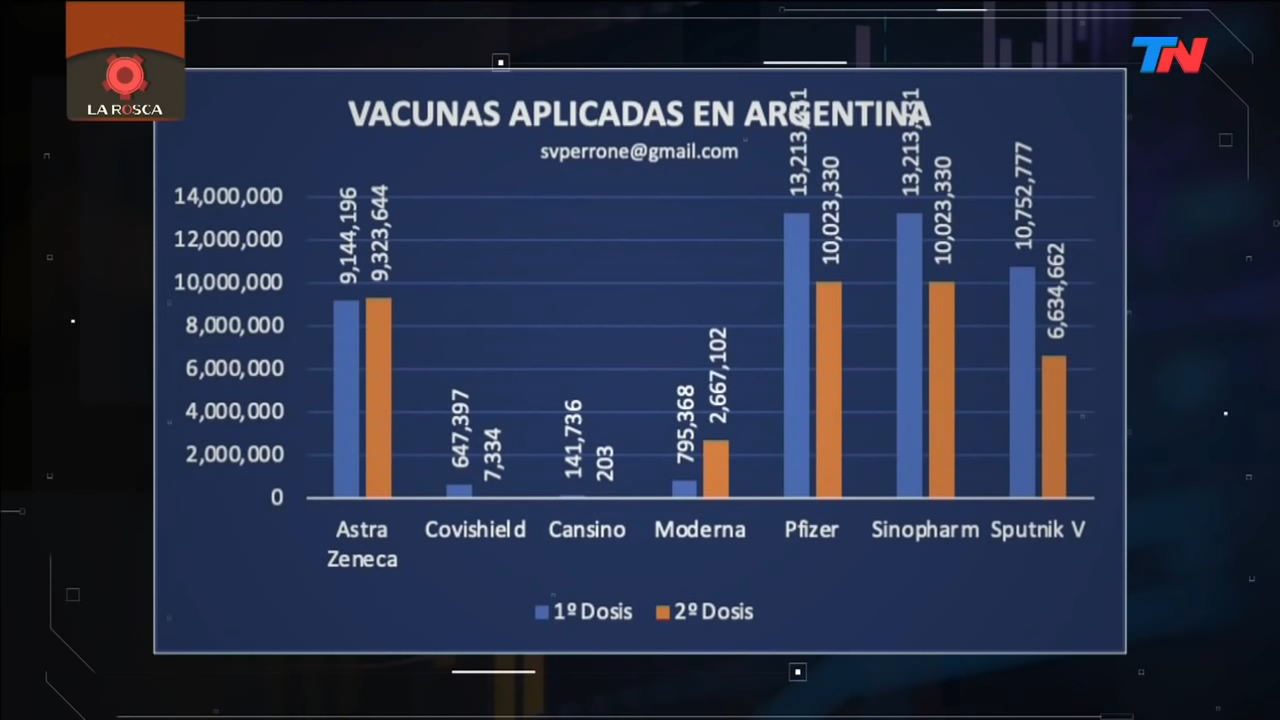 LA ROSCA
TN
VACUNAS APLICADAS EN ARGENTINA
svperrone@gmail.com
14,000,000
12,000,000
10,000,000
8,000,000
6,000,000
4,000,000
2,000,000
0
9,144,196
9,323,644
647,397
7,334
141,736
203
795,368
2,667,102
10,023,330
10,023,330
10,752,777
6,634,662
Astra
Zeneca
Covishield
Cansino
Moderna
Pfizer
Sinopharm
Sputnik V
1º Dosis
2º Dosis